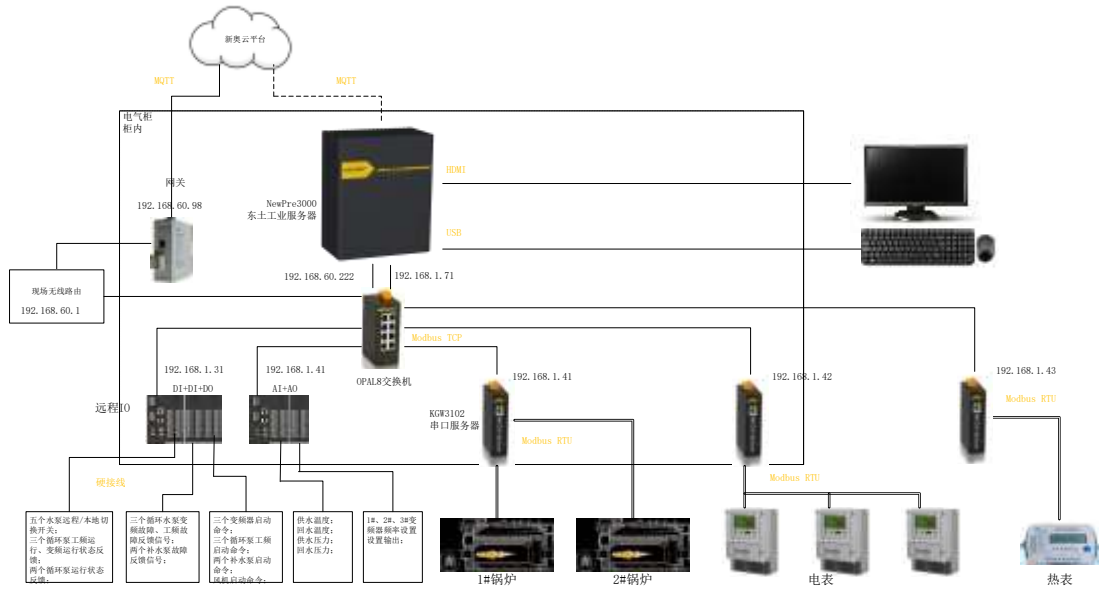 新奥云平台
MQTT
MQTT
电气柜
柜内
网关
192.168.60.98
NewPre3000
东土工业服务器
HDMI
USB
192.168.60.222
192.168.1.71
现场无线路由
192.168.60.1
Modbus TCP
OPAL8交换机
192.168.1.31
DI+DI+DO
192.168.1.41
AI+AO
远程IO
192.168.1.41
KGW3102
串口服务器
Modbus RTU
192.168.1.42
Modbus RTU
192.168.1.43
Modbus RTU
硬接线
五个水泵远程/本地切
换开关;
三个循环泵工频运
行、变频运行状态反
馈;
两个循环泵运行状态
反馈;
三个循环水泵变
频故障、工频故
障反馈信号;
两个补水泵故障
反馈信号;
三个变频器启动
命令;
三个循环泵工频
启动命令;
两个补水泵启动
命令;
风机启动命令;
供水温度;
回水温度;
供水压力;
回水压力;
1#、2#、3#变
频器频率设置
设置输出;
1#锅炉
2#锅炉
电表
热表